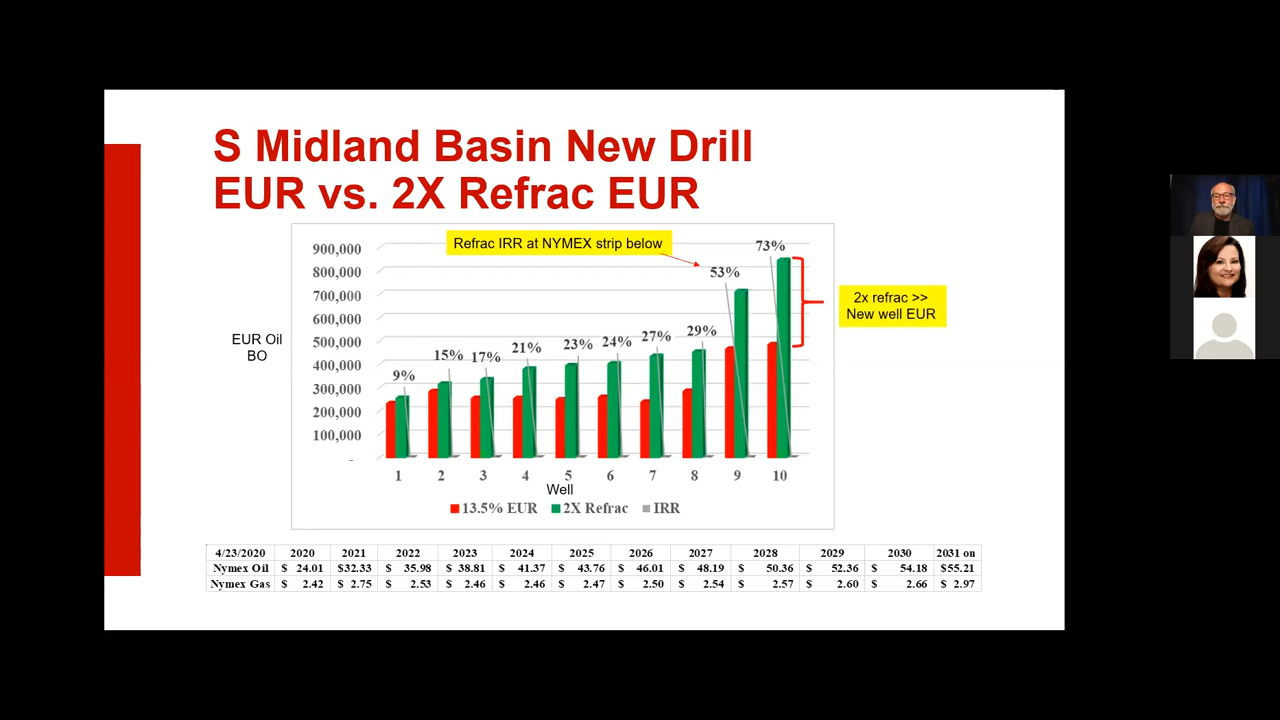 S Midland Basin New Drill
EUR vs. 2X Refrac EUR
Refrac IRR at NYMEX strip below
900,000
800,000
700,000
600,000
500,000
400,000
300,000
200,000
100,000
-
EUR Oil
BO
9%
15%
17%
21%
23%
24%
27%
29%
53%
73%
2x refrac >>
New well EUR
1 2 3 4 5 6 7 8 9 10
Well
13.5% EUR 2X Refrac IRR
4/23/2020 2020 2021 2022 2023 2024 2025 2026 2027 2028 2029 2030 2031 on
Nymex Oil $ 24.01 $32.33 $ 35.98 $ 38.81 $ 41.37 $ 43.76 $ 46.01 $ 48.19 $ 50.36 $ 52.36 $ 54.18 $55.21
Nymex Gas $ 2.42 $ 2.75 $ 2.53 $ 2.46 $ 2.46 $ 2.47 $ 2.50 $ 2.54 $ 2.57 $ 2.60 $ 2.66 $ 2.97